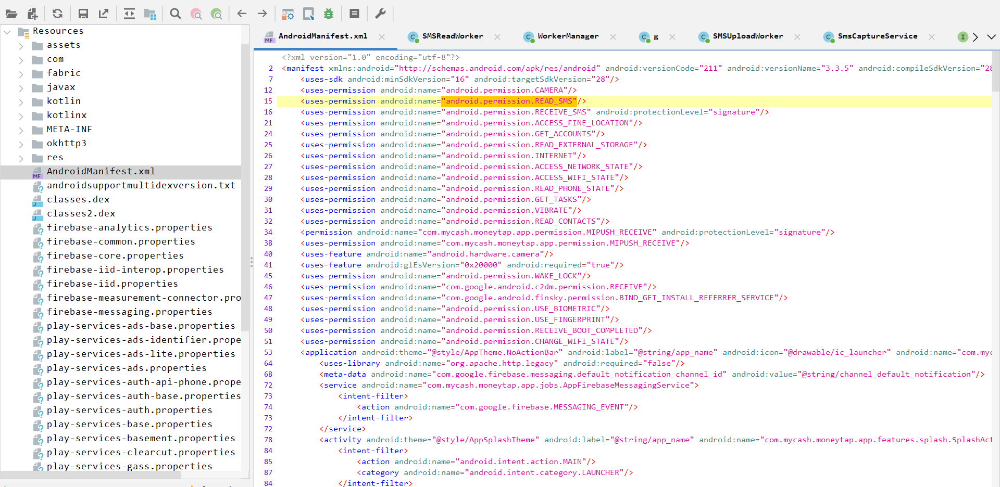 Resources
assets
com
fabric
javax
kotlin
kotlinx
META-INF
okhttp3
res
MF AndroidManifest.xml
androidsupportmultidexversion.txt
J classes.dex
J classes2.dex
firebase-analytics.properties
firebase-common.properties
firebase-core.properties
firebase-iid-interop.properties
firebase-iid.properties
firebase-measurement-connector.pro
firebase-messaging.properties
play-services-ads-base.properties
play-services-ads-identifier.prope
play-services-ads-lite.properties
play-services-ads.properties
play-services-auth-api-phone.prope
play-services-auth-base.properties
play-services-auth.properties
play-services-base.properties
play-services-basement.properties
play-services-clearcut.properties
play-services-gass.properties
MF AndroidManifest.xml C SMSReadWorker C WorkerManager C g C SMSUploadWorker C SmsCaptureService I
<?xml version="1.0" encoding="utf-8"?>
2 <manifest xmlns:android="http://schemas.android.com/apk/res/android" android:versionCode="211" android:versionName="3.3.5" android:compileSdkVersion="28
7 <uses-sdk android:minSdkVersion="16" android:targetSdkVersion="28"/>
12 <uses-permission android:name="android.permission.CAMERA"/>
15 <uses-permission android:name="android.permission.READ_SMS"/>
16 <uses-permission android:name="android.permission.RECEIVE_SMS" android:protectionLevel="signature"/>
21 <uses-permission android:name="android.permission.ACCESS_FINE_LOCATION"/>
24 <uses-permission android:name="android.permission.GET_ACCOUNTS"/>
25 <uses-permission android:name="android.permission.READ_EXTERNAL_STORAGE"/>
26 <uses-permission android:name="android.permission.INTERNET"/>
27 <uses-permission android:name="android.permission.ACCESS_NETWORK_STATE"/>
28 <uses-permission android:name="android.permission.ACCESS_WIFI_STATE"/>
29 <uses-permission android:name="android.permission.READ_PHONE_STATE"/>
30 <uses-permission android:name="android.permission.GET_TASKS"/>
31 <uses-permission android:name="android.permission.VIBRATE"/>
32 <uses-permission android:name="android.permission.READ_CONTACTS"/>
34 <permission android:name="com.mycash.moneytap.app.permission.MIPUSH_RECEIVE" android:protectionLevel="signature"/>
38 <uses-permission android:name="com.mycash.moneytap.app.permission.MIPUSH_RECEIVE"/>
40 <uses-feature android:name="android.hardware.camera"/>
41 <uses-feature android:glEsVersion="0x20000" android:required="true"/>
45 <uses-permission android:name="android.permission.WAKE_LOCK"/>
46 <uses-permission android:name="com.google.android.c2dm.permission.RECEIVE"/>
47 <uses-permission android:name="com.google.android.finsky.permission.BIND_GET_INSTALL_REFERRER_SERVICE"/>
48 <uses-permission android:name="android.permission.USE_BIOMETRIC"/>
49 <uses-permission android:name="android.permission.USE_FINGERPRINT"/>
50 <uses-permission android:name="android.permission.RECEIVE_BOOT_COMPLETED"/>
51 <uses-permission android:name="android.permission.CHANGE_WIFI_STATE"/>
53 <application android:theme="@style/AppTheme.NoActionBar" android:label="@string/app_name" android:icon="@drawable/ic_launcher" android:name="com.myc
64 <uses-library android:name="org.apache.http.legacy" android:required="false"/>
68 <meta-data android:name="com.google.firebase.messaging.default_notification_channel_id" android:value="@string/channel_default_notification"/>
72 <service android:name="com.mycash.moneytap.app.jobs.AppFirebaseMessagingService">
73 <intent-filter>
74 <action android:name="com.google.firebase.MESSAGING_EVENT"/>
73 </intent-filter>
72 </service>
78 <activity android:theme="@style/AppSplashTheme" android:label="@string/app_name" android:name="com.mycash.moneytap.app.features.splash.SplashAct
84 <intent-filter>
85 <action android:name="android.intent.action.MAIN"/>
87 <category android:name="android.intent.category.LAUNCHER"/>
84 </intent-filter>